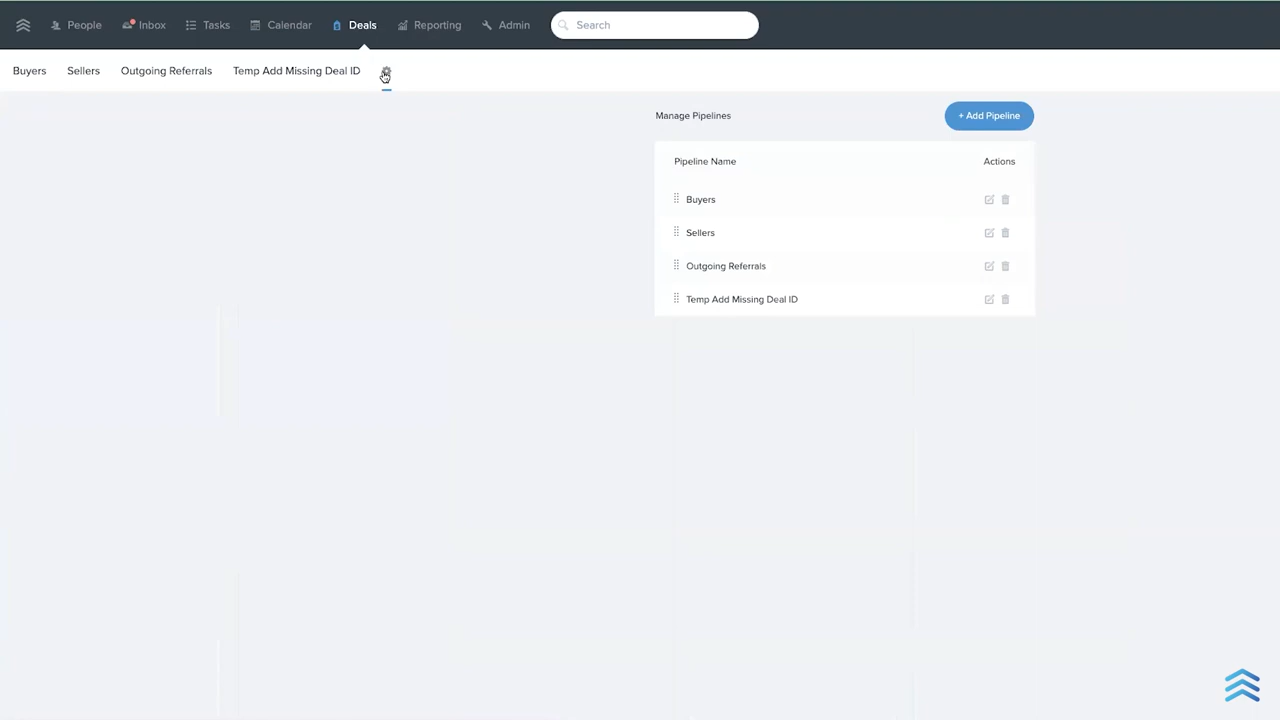 People Inbox Tasks Calendar Deals Reporting Admin Search
Buyers Sellers Outgoing Referrals Temp Add Missing Deal ID
Manage Pipelines + Add Pipeline
Pipeline Name Actions
Buyers
Sellers
Outgoing Referrals
Temp Add Missing Deal ID